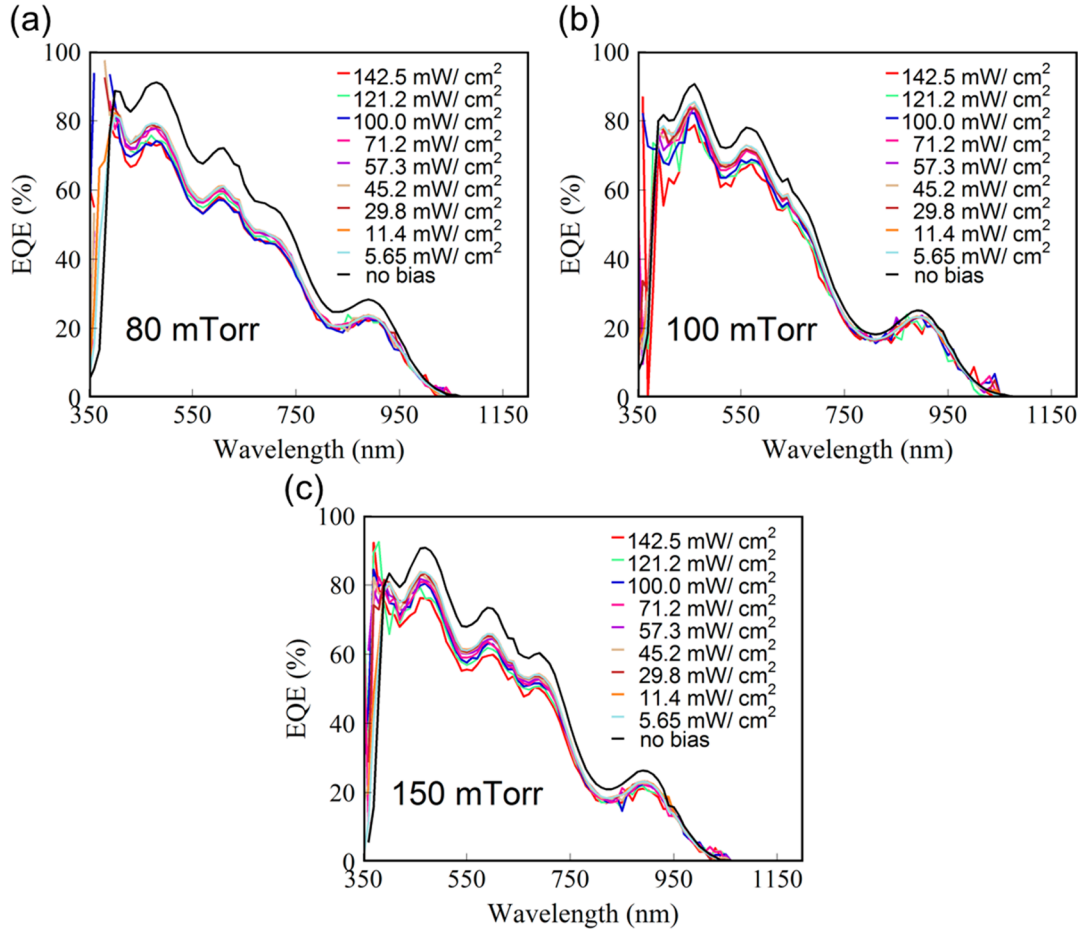 (a)
EQE (%)
100
80
60
40
20
0
142.5 mW/ cm²
121.2 mW/ cm²
100.0 mW/ cm²
71.2 mW/ cm²
57.3 mW/ cm²
45.2 mW/ cm²
29.8 mW/ cm²
11.4 mW/ cm²
5.65 mW/ cm²
no bias
80 mTorr
350 550 750 950 1150
Wavelength (nm)
(b)
EQE (%)
100
80
60
40
20
0
142.5 mW/ cm²
121.2 mW/ cm²
100.0 mW/ cm²
71.2 mW/ cm²
57.3 mW/ cm²
45.2 mW/ cm²
29.8 mW/ cm²
11.4 mW/ cm²
5.65 mW/ cm²
no bias
100 mTorr
350 550 750 950 1150
Wavelength (nm)
(c)
EQE (%)
100
80
60
40
20
0
142.5 mW/ cm²
121.2 mW/ cm²
100.0 mW/ cm²
71.2 mW/ cm²
57.3 mW/ cm²
45.2 mW/ cm²
29.8 mW/ cm²
11.4 mW/ cm²
5.65 mW/ cm²
no bias
150 mTorr
350 550 750 950 1150
Wavelength (nm)